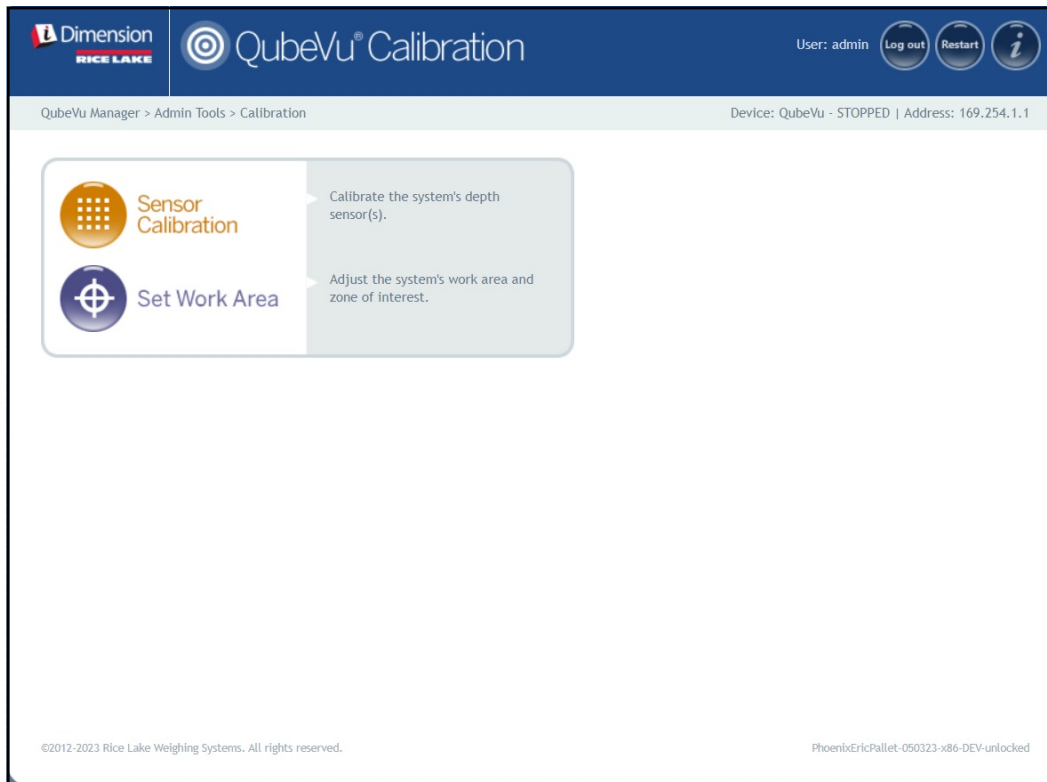 iDimension
RICE LAKE
QubeVu® Calibration
User: admin
Log out
Restart
i
QubeVu Manager > Admin Tools > Calibration
Device: QubeVu - STOPPED | Address: 169.254.1.1
Sensor
Calibration
Calibrate the system's depth
sensor(s).
Set Work Area
Adjust the system's work area and
zone of interest.
©2012-2023 Rice Lake Weighing Systems. All rights reserved.
PhoenixEricPallet-050323-x86-DEV-unlocked